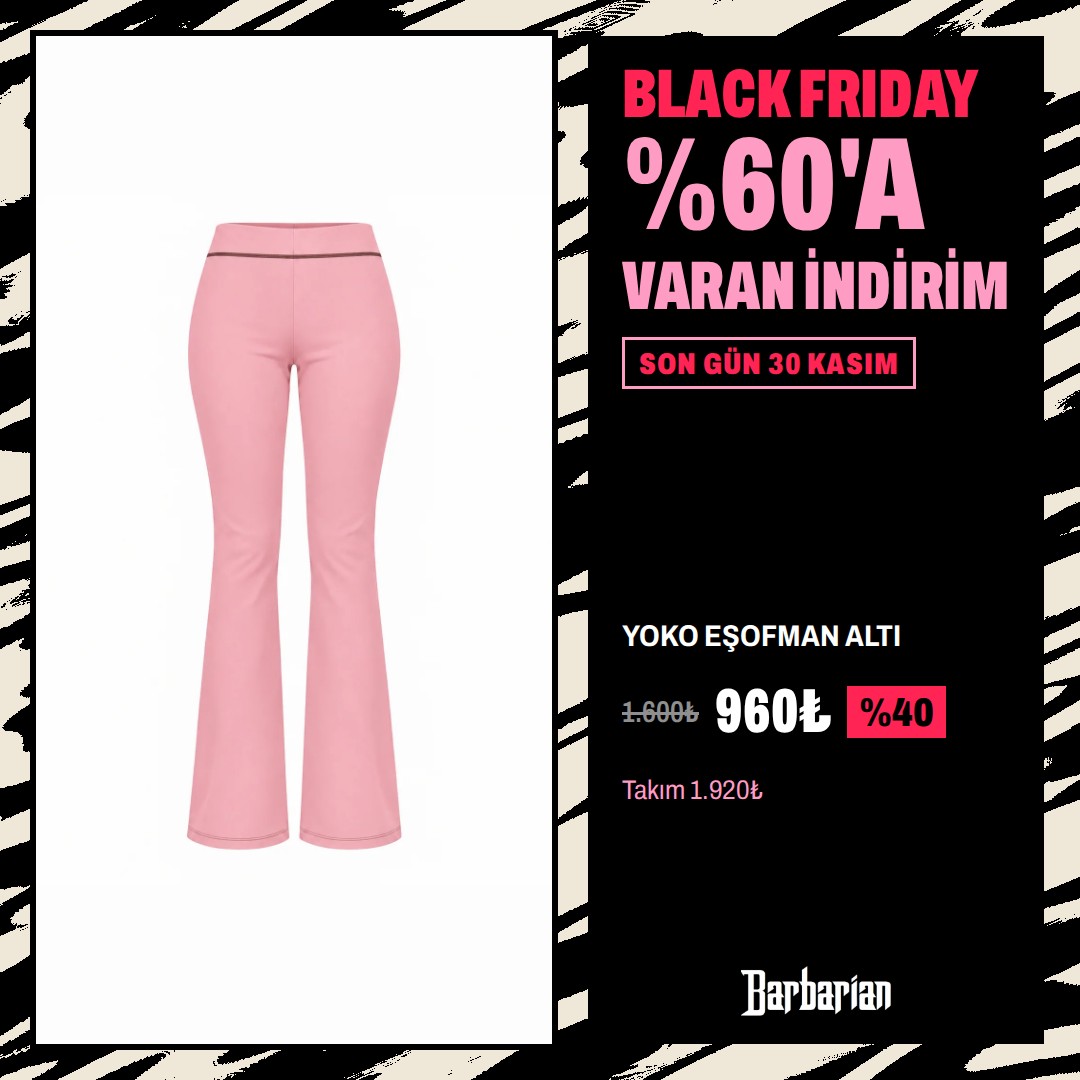 BLACK FRIDAY
%60'A
VARAN İNDİRİM
SON GÜN 30 KASIM
YOKO EŞOFMAN ALTI
1.600₺ 960₺ %40
Takım 1.920₺
Barbarian